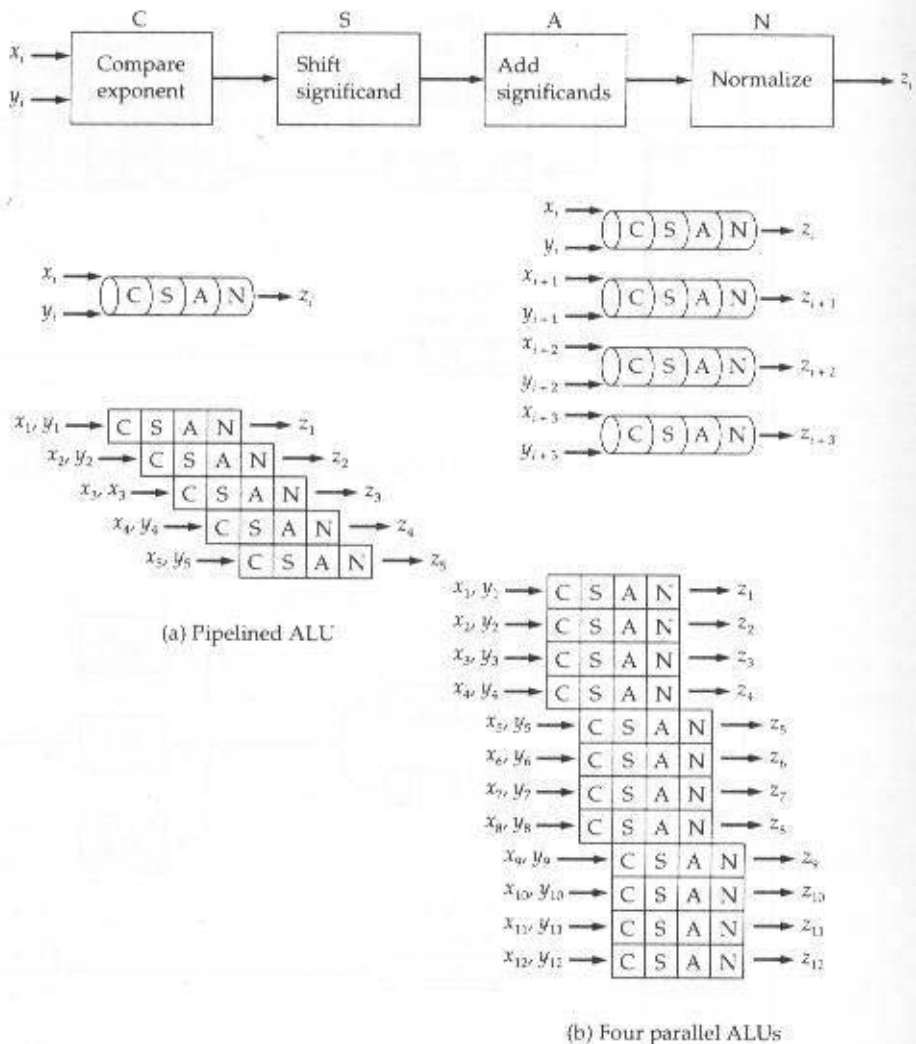 C S A N
x_i
y_i
Compare exponent
Shift significand
Add significands
Normalize
z_i
x_i
y_i
C S A N
z_i
x_1, y_1 C S A N z_1
x_2, y_2 C S A N z_2
x_3, x_3 C S A N z_3
x_4, y_4 C S A N z_4
x_5, y_5 C S A N z_5
(a) Pipelined ALU
x_i
y_i
C S A N
z_i
x_{i+1}
y_{i+1}
C S A N
z_{i+1}
x_{i+2}
y_{i+2}
C S A N
z_{i+2}
x_{i+3}
y_{i+3}
C S A N
z_{i+3}
x_1, y_1 C S A N z_1
x_2, y_2 C S A N z_2
x_3, y_3 C S A N z_3
x_4, y_4 C S A N z_4
x_5, y_5 C S A N z_5
x_6, y_6 C S A N z_6
x_7, y_7 C S A N z_7
x_8, y_8 C S A N z_8
x_9, y_9 C S A N z_9
x_10, y_10 C S A N z_10
x_11, y_11 C S A N z_11
x_12, y_12 C S A N z_12
(b) Four parallel ALUs